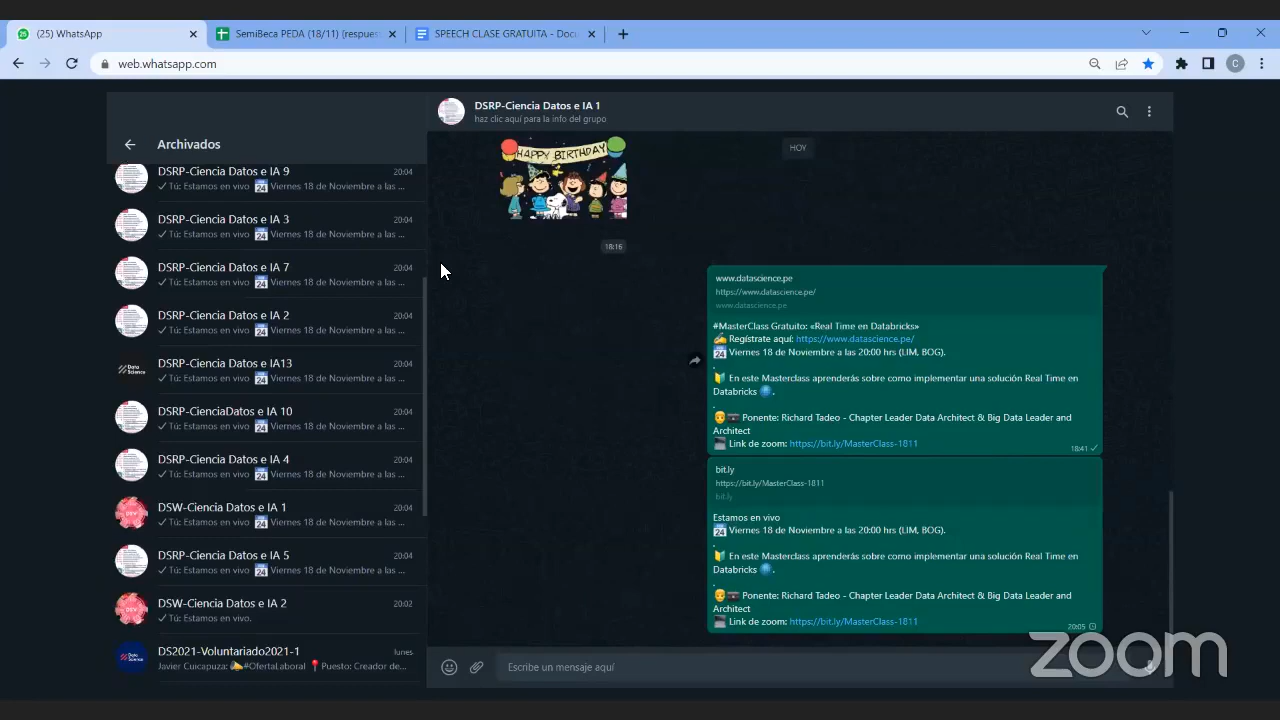 (25) WhatsApp
SemiBeca PEDA (18/11) (respues
SPEECH CLASE GRATUITA - Docu
web.whatsapp.com
C
Archivados
DSRP-Ciencia Datos e IA 9
20:04
Tú: Estamos en vivo 24 Viernes 18 de Noviembre a las ...
DSRP-Ciencia Datos e IA 3
20:04
Tú: Estamos en vivo 24 Viernes 18 de Noviembre a las ...
DSRP-Ciencia Datos e IA 7
20:04
Tú: Estamos en vivo 24 Viernes 18 de Noviembre a las ...
DSRP-Ciencia Datos e IA 2
20:04
Tú: Estamos en vivo 24 Viernes 18 de Noviembre a las ...
DSRP-Ciencia Datos e IA13
20:04
Tú: Estamos en vivo 24 Viernes 18 de Noviembre a las ...
DSRP-Ciencia Datos e IA 10
20:04
Tú: Estamos en vivo 24 Viernes 18 de Noviembre a las ...
DSRP-Ciencia Datos e IA 4
20:04
Tú: Estamos en vivo 24 Viernes 18 de Noviembre a las ...
DSW-Ciencia Datos e IA 1
20:04
Tú: Estamos en vivo 24 Viernes 18 de Noviembre a las ...
DSRP-Ciencia Datos e IA 5
20:04
Tú: Estamos en vivo 24 Viernes 18 de Noviembre a las ...
DSW-Ciencia Datos e IA 2
20:02
Tú: Estamos en vivo.
DS2021-Voluntariado2021-1
lunes
Javier Cuicapuza: #OfertaLaboral Puesto: Creador de...
DSRP-Ciencia Datos e IA 1
haz clic aquí para la info del grupo
HAPPY BIRTHDAY
HOY
18:16
www.datascience.pe
https://www.datascience.pe/
www.datascience.pe
#MasterClass Gratuito: «Real Time en Databricks»
Regístrate aquí: https://www.datascience.pe/
24 Viernes 18 de Noviembre a las 20:00 hrs (LIM, BOG).
.
En este Masterclass aprenderás sobre como implementar una solución Real Time en
Databricks .
.
Ponente: Richard Tadeo - Chapter Leader Data Architect & Big Data Leader and
Architect
Link de zoom: https://bit.ly/MasterClass-1811
18:41
bit.ly
https://bit.ly/MasterClass-1811
bit.ly
Estamos en vivo
24 Viernes 18 de Noviembre a las 20:00 hrs (LIM, BOG).
.
En este Masterclass aprenderás sobre como implementar una solución Real Time en
Databricks .
.
Ponente: Richard Tadeo - Chapter Leader Data Architect & Big Data Leader and
Architect
Link de zoom: https://bit.ly/MasterClass-1811
20:05
Escribe un mensaje aquí
zoom